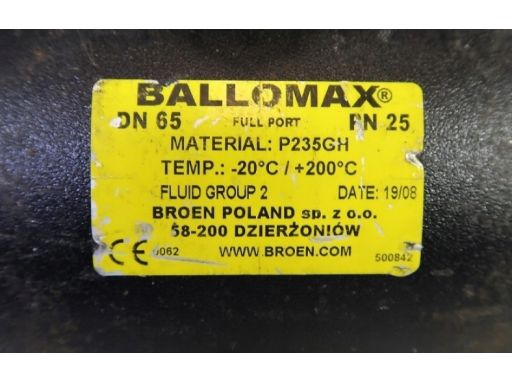 BALLOMAX®
DN 65 FULL PORT PN 25
MATERIAL: P235GH
TEMP.: -20°C / +200°C
FLUID GROUP 2 DATE: 19/08
BROEN POLAND sp. z o.o.
58-200 DZIERŻONIÓW
CE 0062 WWW.BROEN.COM 500842